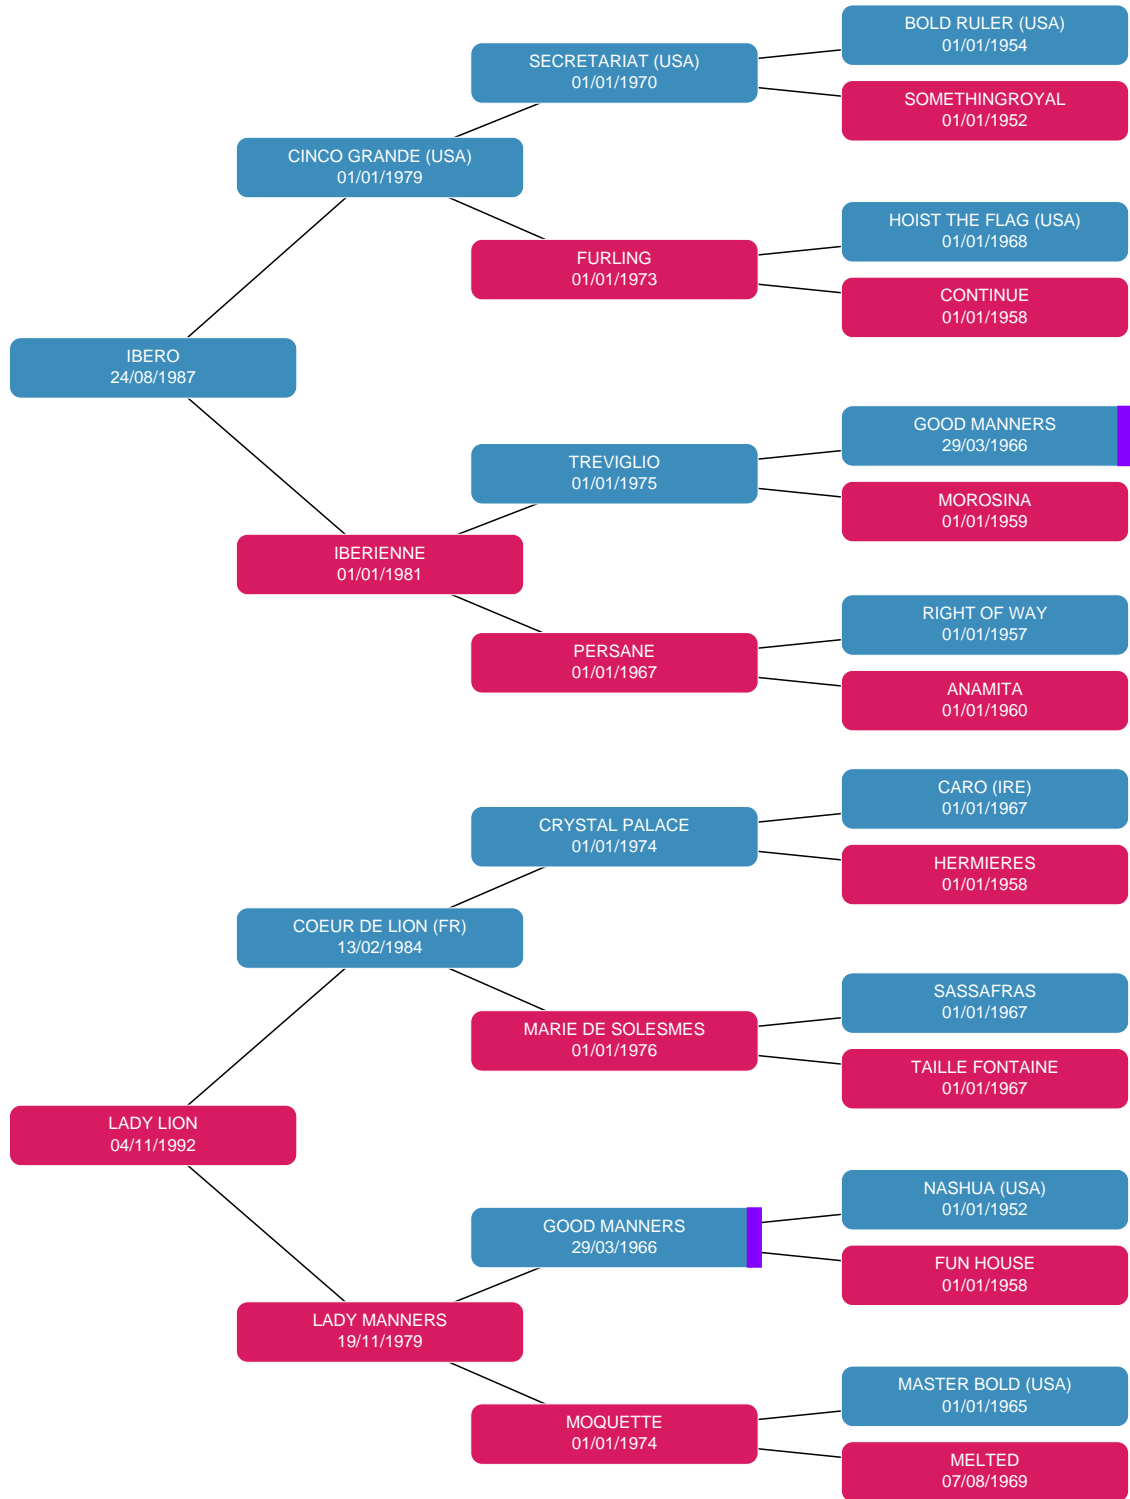 BOLD RULER (USA)
01/01/1954
SECRETARIAT (USA)
01/01/1970
SOMETHINGROYAL
01/01/1952
CINCO GRANDE (USA)
01/01/1979
HOIST THE FLAG (USA)
01/01/1968
FURLING
01/01/1973
CONTINUE
01/01/1958
IBERO
24/08/1987
GOOD MANNERS
29/03/1966
TREVIGLIO
01/01/1975
MOROSINA
01/01/1959
IBERIENNE
01/01/1981
RIGHT OF WAY
01/01/1957
PERSANE
01/01/1967
ANAMITA
01/01/1960
CARO (IRE)
01/01/1967
CRYSTAL PALACE
01/01/1974
HERMIERES
01/01/1958
COEUR DE LION (FR)
13/02/1984
SASSAFRAS
01/01/1967
MARIE DE SOLESMES
01/01/1976
TAILLE FONTAINE
01/01/1967
LADY LION
04/11/1992
NASHUA (USA)
01/01/1952
GOOD MANNERS
29/03/1966
FUN HOUSE
01/01/1958
LADY MANNERS
19/11/1979
MASTER BOLD (USA)
01/01/1965
MOQUETTE
01/01/1974
MELTED
07/08/1969